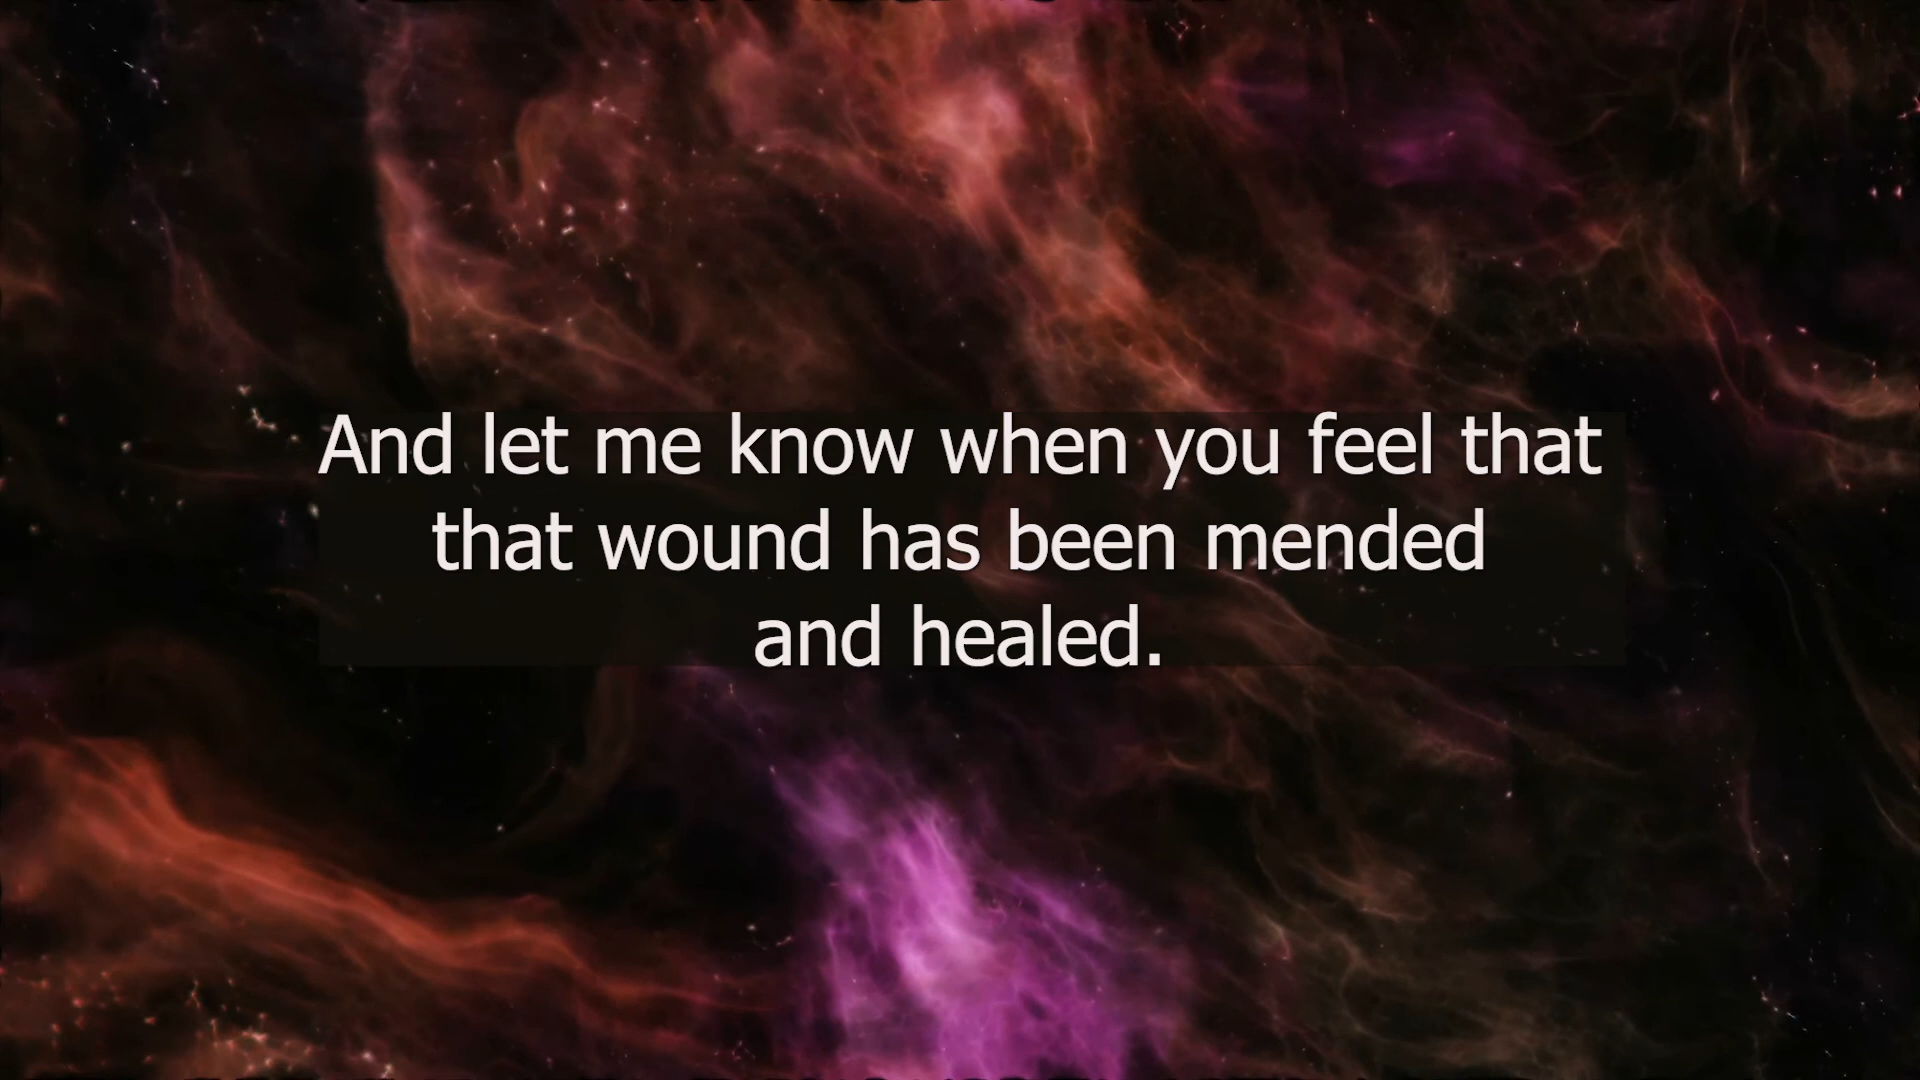 And let me know when you feel that
that wound has been mended
and healed.